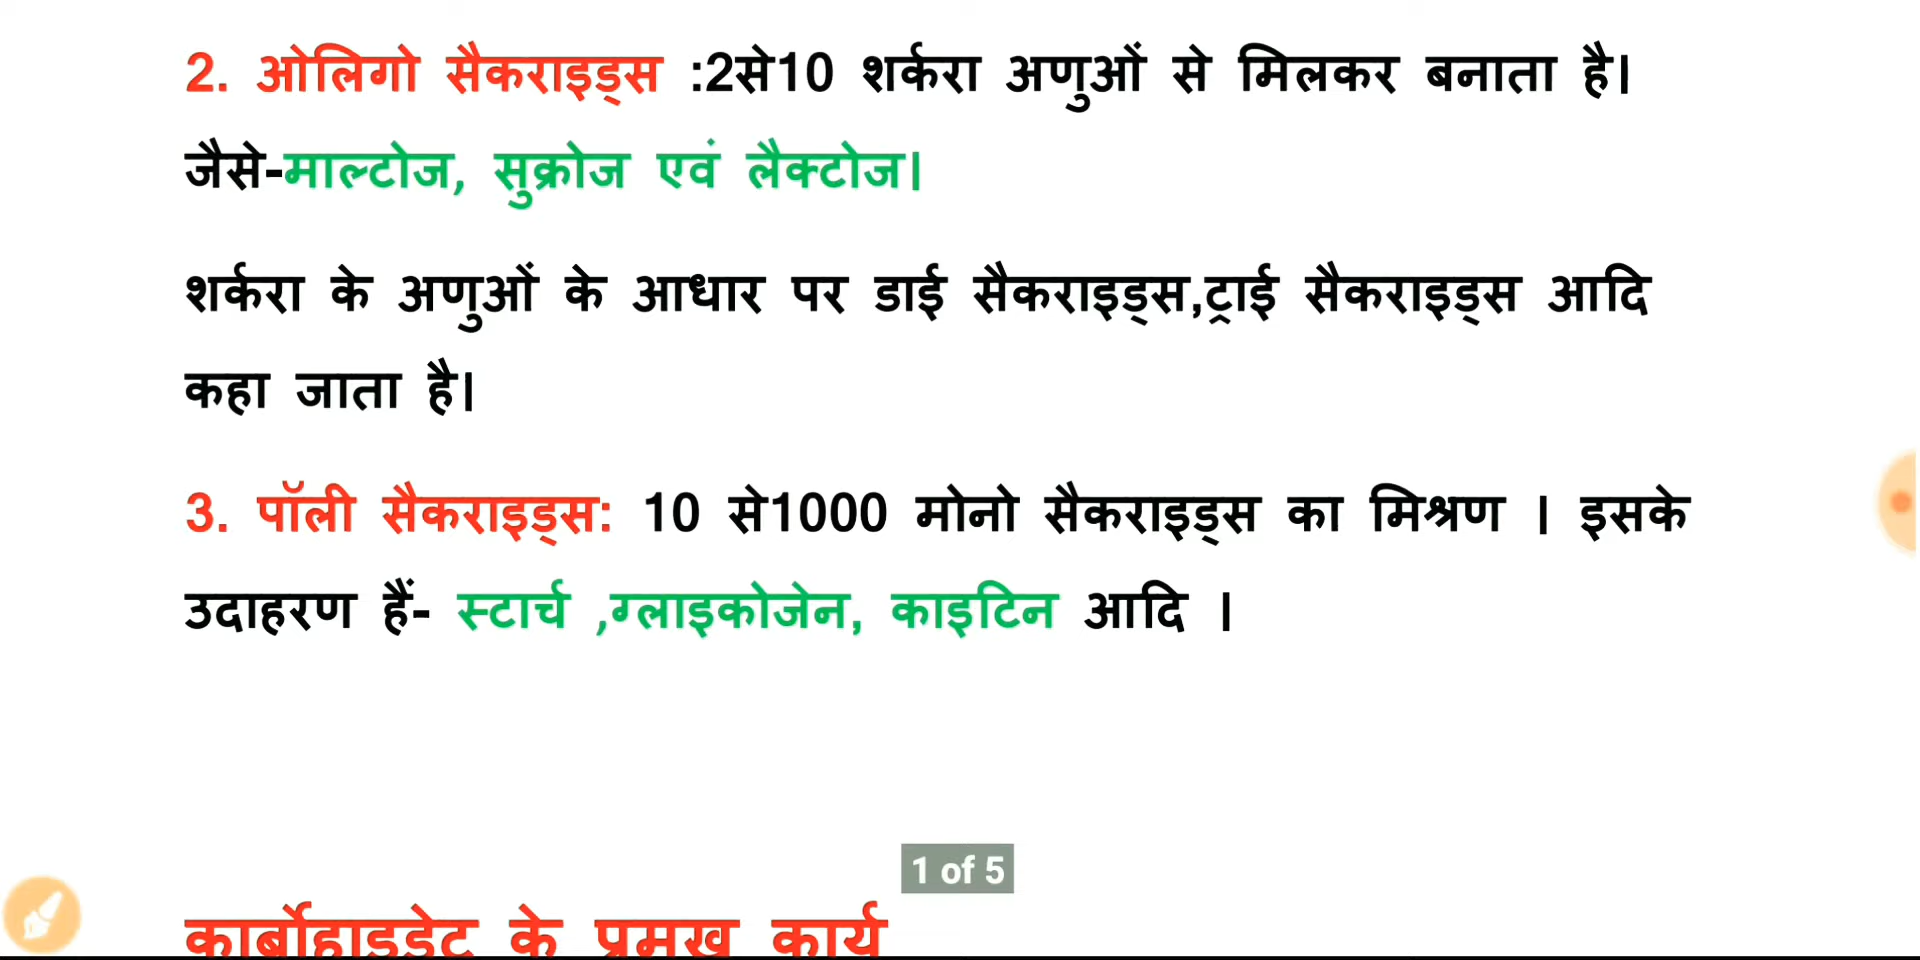 2. ओलिगो सैकराइड्स :2से10 शर्करा अणुओं से मिलकर बनाता है।
जैसे-माल्टोज, सुक्रोज एवं लैक्टोज।
शर्करा के अणुओं के आधार पर डाई सैकराइड्स,ट्राई सैकराइड्स आदि
कहा जाता है।
3. पॉली सैकराइड्स: 10 से1000 मोनो सैकराइड्स का मिश्रण । इसके
उदाहरण हैं- स्टार्च ,ग्लाइकोजेन, काइटिन आदि ।
1 of 5
कार्बोहाइड्रेट के प्रमुख कार्य